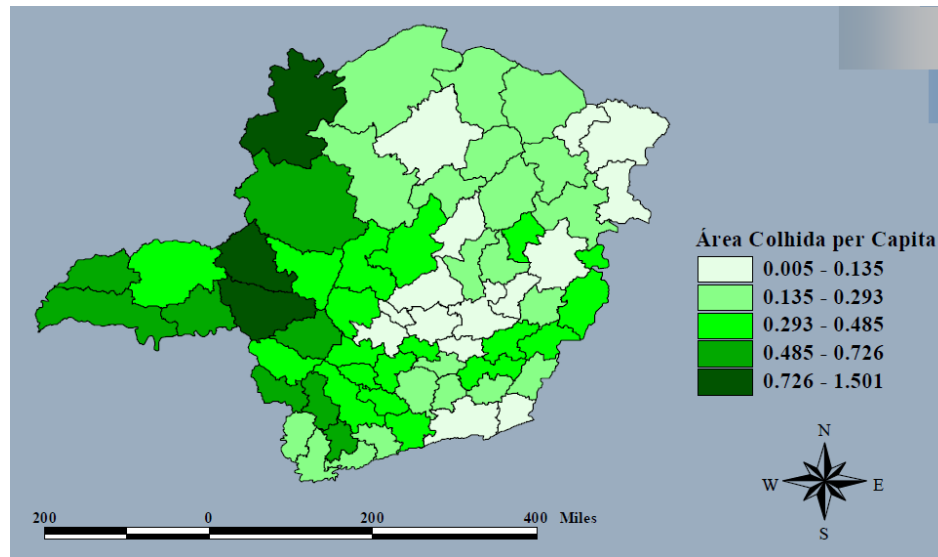 Área Colhida per Capita
0.005 - 0.135
0.135 - 0.293
0.293 - 0.485
0.485 - 0.726
0.726 - 1.501
N
W E
S
200 0 200 400 Miles